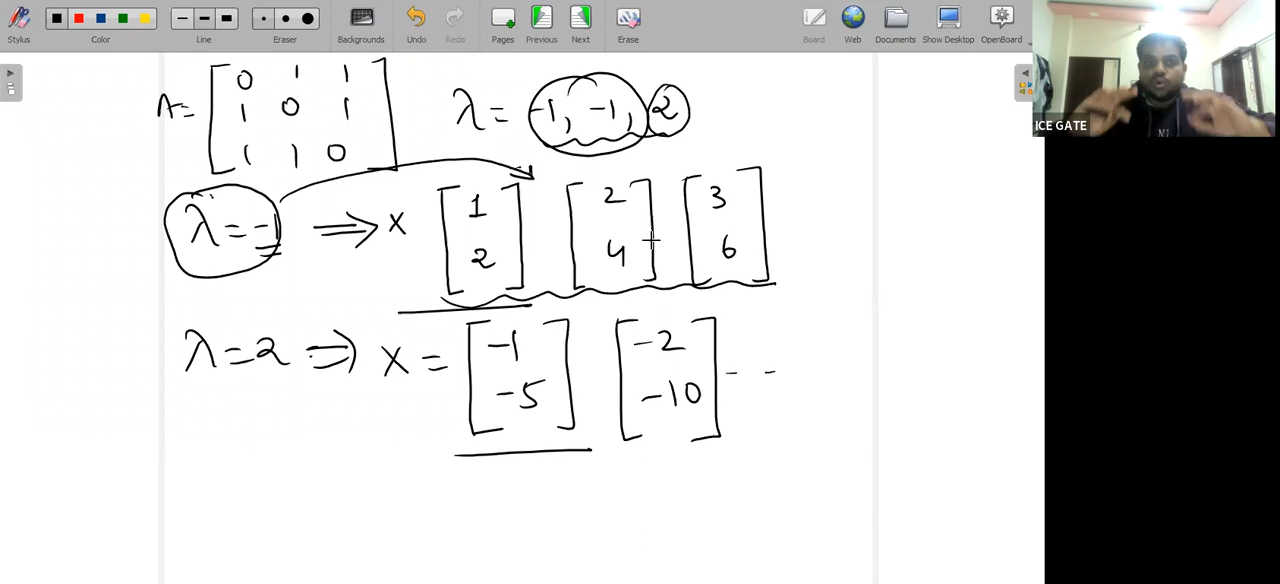 Stylus Color Line Eraser Backgrounds Undo Redo Pages Previous Next Erase Board Web Documents Show Desktop OpenBoard
ICE GATE
A = [0 1 1
1 0 1
1 1 0]
λ = -1, -1, 2
λ = -1 ⇒ X [1 2] [2 4] [3 6]
λ = 2 ⇒ X = [-1 -5] [-2 -10] - -